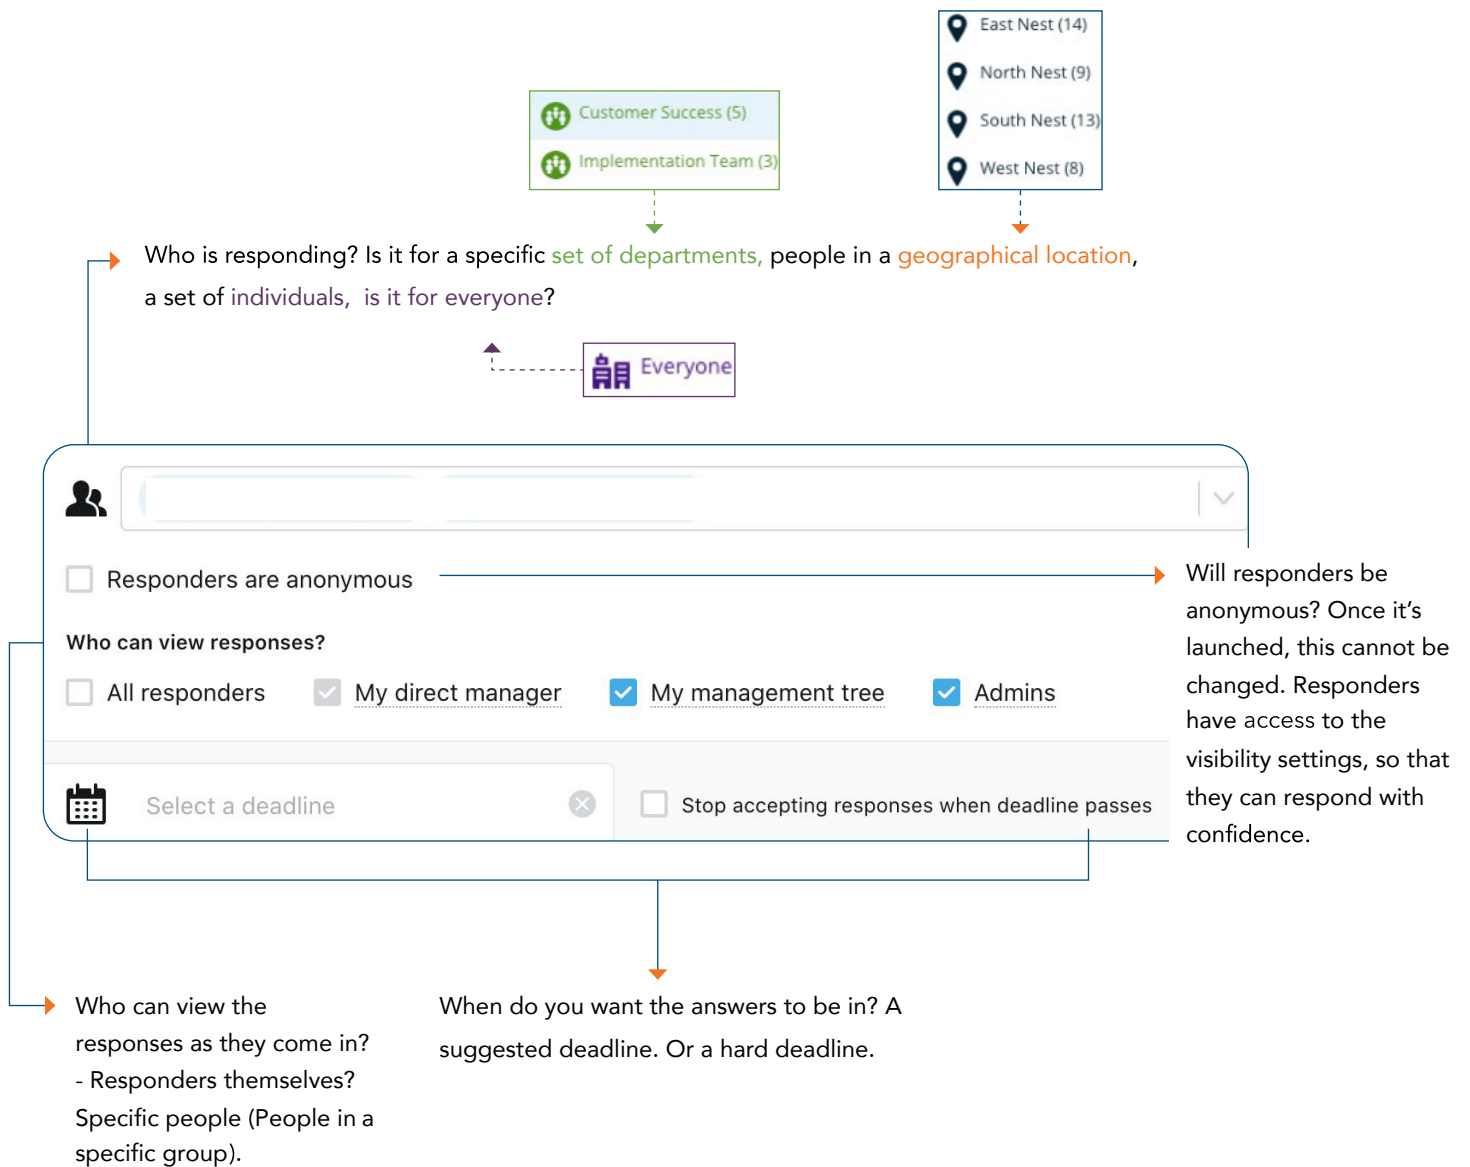 East Nest (14)
North Nest (9)
South Nest (13)
West Nest (8)
Customer Success (5)
Implementation Team (3)
Who is responding? Is it for a specific set of departments, people in a geographical location,
a set of individuals, is it for everyone?
Everyone
Responders are anonymous
Who can view responses?
All responders My direct manager My management tree Admins
Select a deadline
Stop accepting responses when deadline passes
Will responders be
anonymous? Once it’s
launched, this cannot be
changed. Responders
have access to the
visibility settings, so that
they can respond with
confidence.
Who can view the
responses as they come in?
- Responders themselves?
Specific people (People in a
specific group).
When do you want the answers to be in? A
suggested deadline. Or a hard deadline.